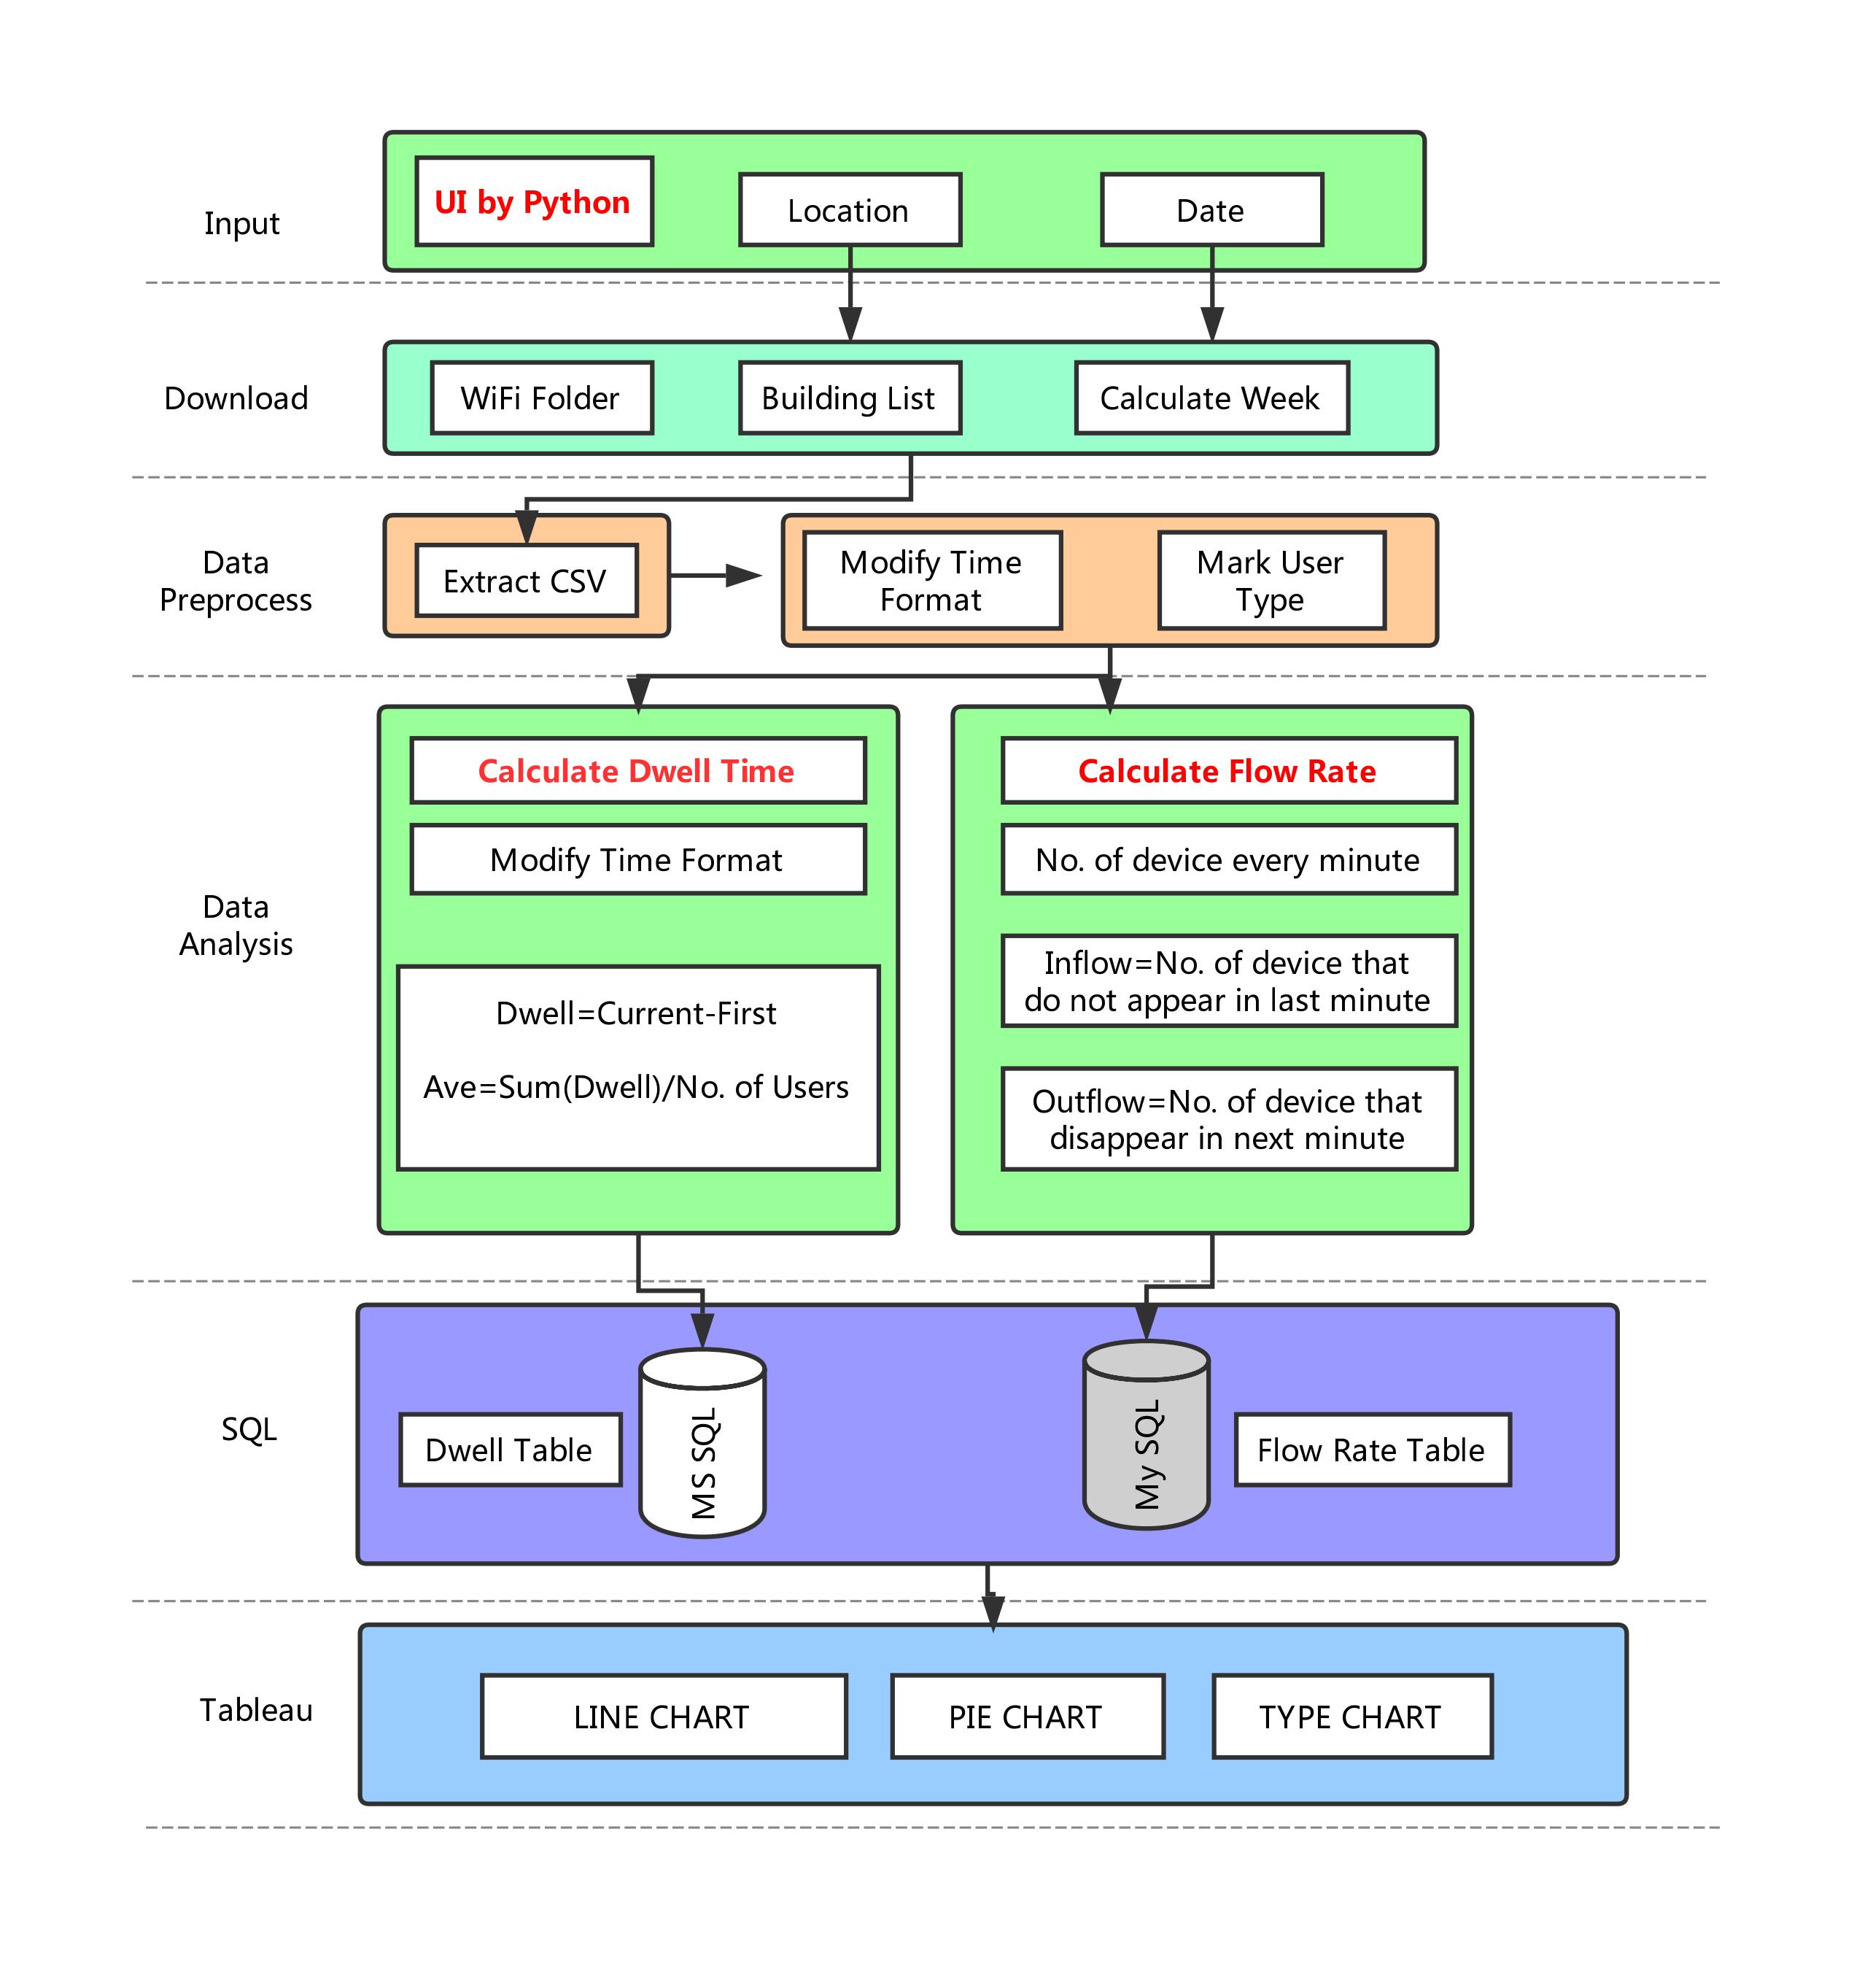 Input
UI by Python
Location
Date
Download
WiFi Folder
Building List
Calculate Week
Data
Preprocess
Extract CSV
Modify Time
Format
Mark User
Type
Data
Analysis
Calculate Dwell Time
Modify Time Format
Dwell=Current-First
Ave=Sum(Dwell)/No. of Users
Calculate Flow Rate
No. of device every minute
Inflow=No. of device that
do not appear in last minute
Outflow=No. of device that
disappear in next minute
SQL
Dwell Table
MS SQL
My SQL
Flow Rate Table
Tableau
LINE CHART
PIE CHART
TYPE CHART